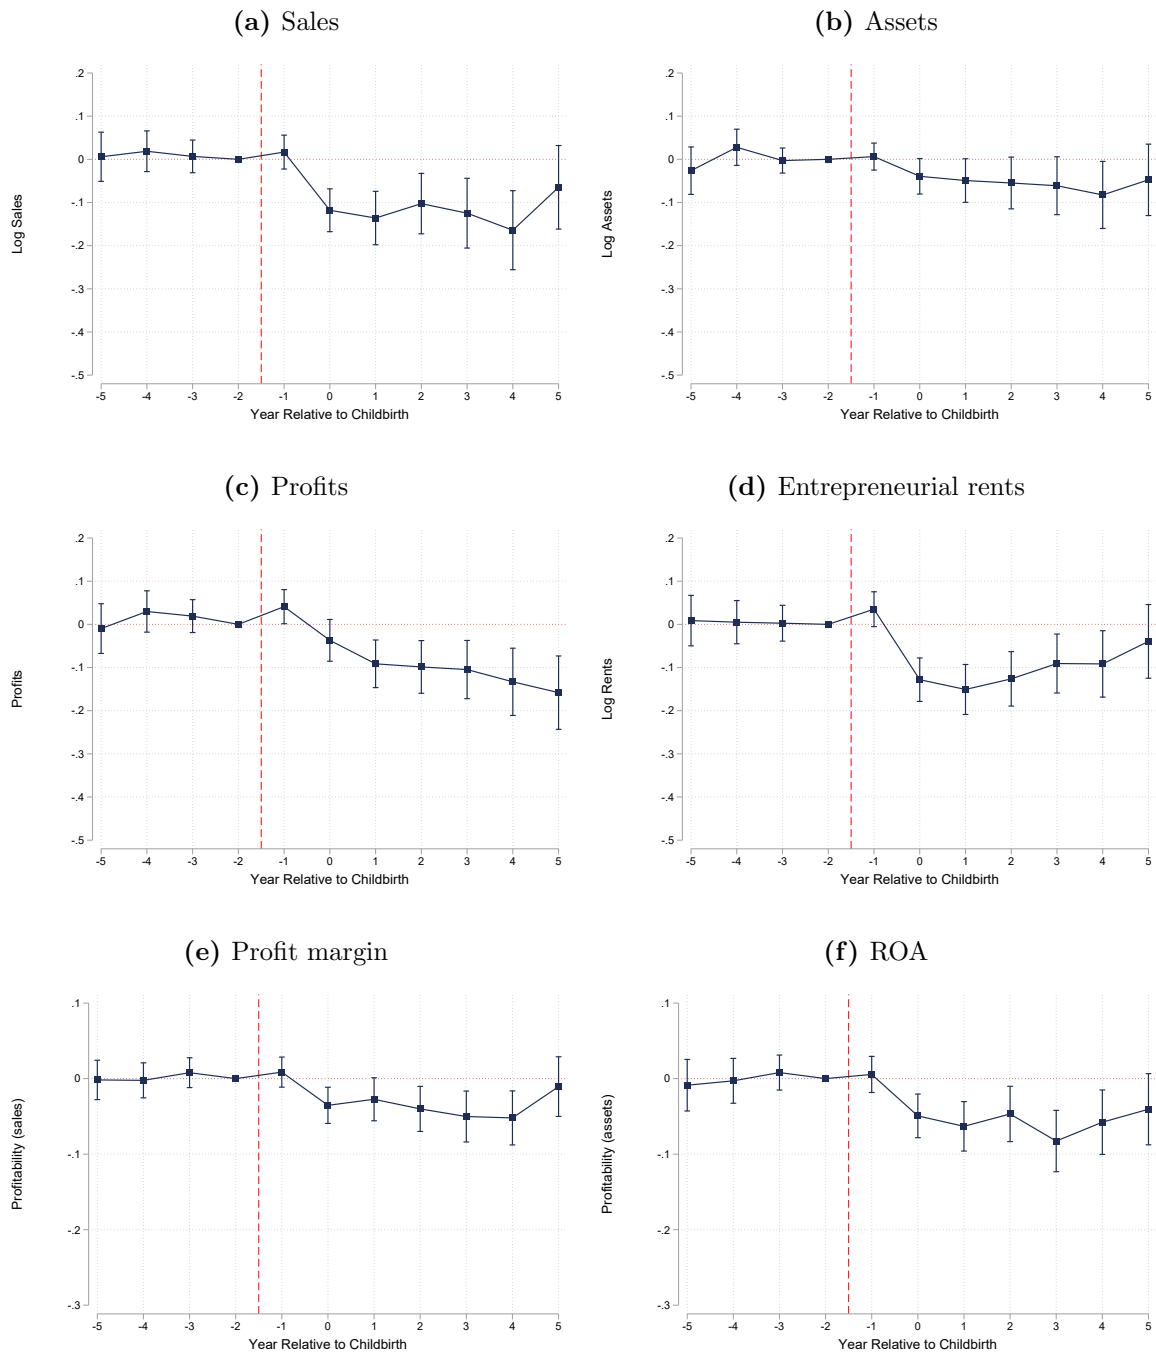 (a) Sales
.2
.1
0
-.1
-.2
-.3
-.4
-.5
Log Sales
-5 -4 -3 -2 -1 0 1 2 3 4 5
Year Relative to Childbirth
(b) Assets
.2
.1
0
-.1
-.2
-.3
-.4
-.5
Log Assets
-5 -4 -3 -2 -1 0 1 2 3 4 5
Year Relative to Childbirth
(c) Profits
.2
.1
0
-.1
-.2
-.3
-.4
-.5
Profits
-5 -4 -3 -2 -1 0 1 2 3 4 5
Year Relative to Childbirth
(d) Entrepreneurial rents
.2
.1
0
-.1
-.2
-.3
-.4
-.5
Log Rents
-5 -4 -3 -2 -1 0 1 2 3 4 5
Year Relative to Childbirth
(e) Profit margin
.1
0
-.1
-.2
-.3
Profitability (sales)
-5 -4 -3 -2 -1 0 1 2 3 4 5
Year Relative to Childbirth
(f) ROA
.1
0
-.1
-.2
-.3
Profitability (assets)
-5 -4 -3 -2 -1 0 1 2 3 4 5
Year Relative to Childbirth